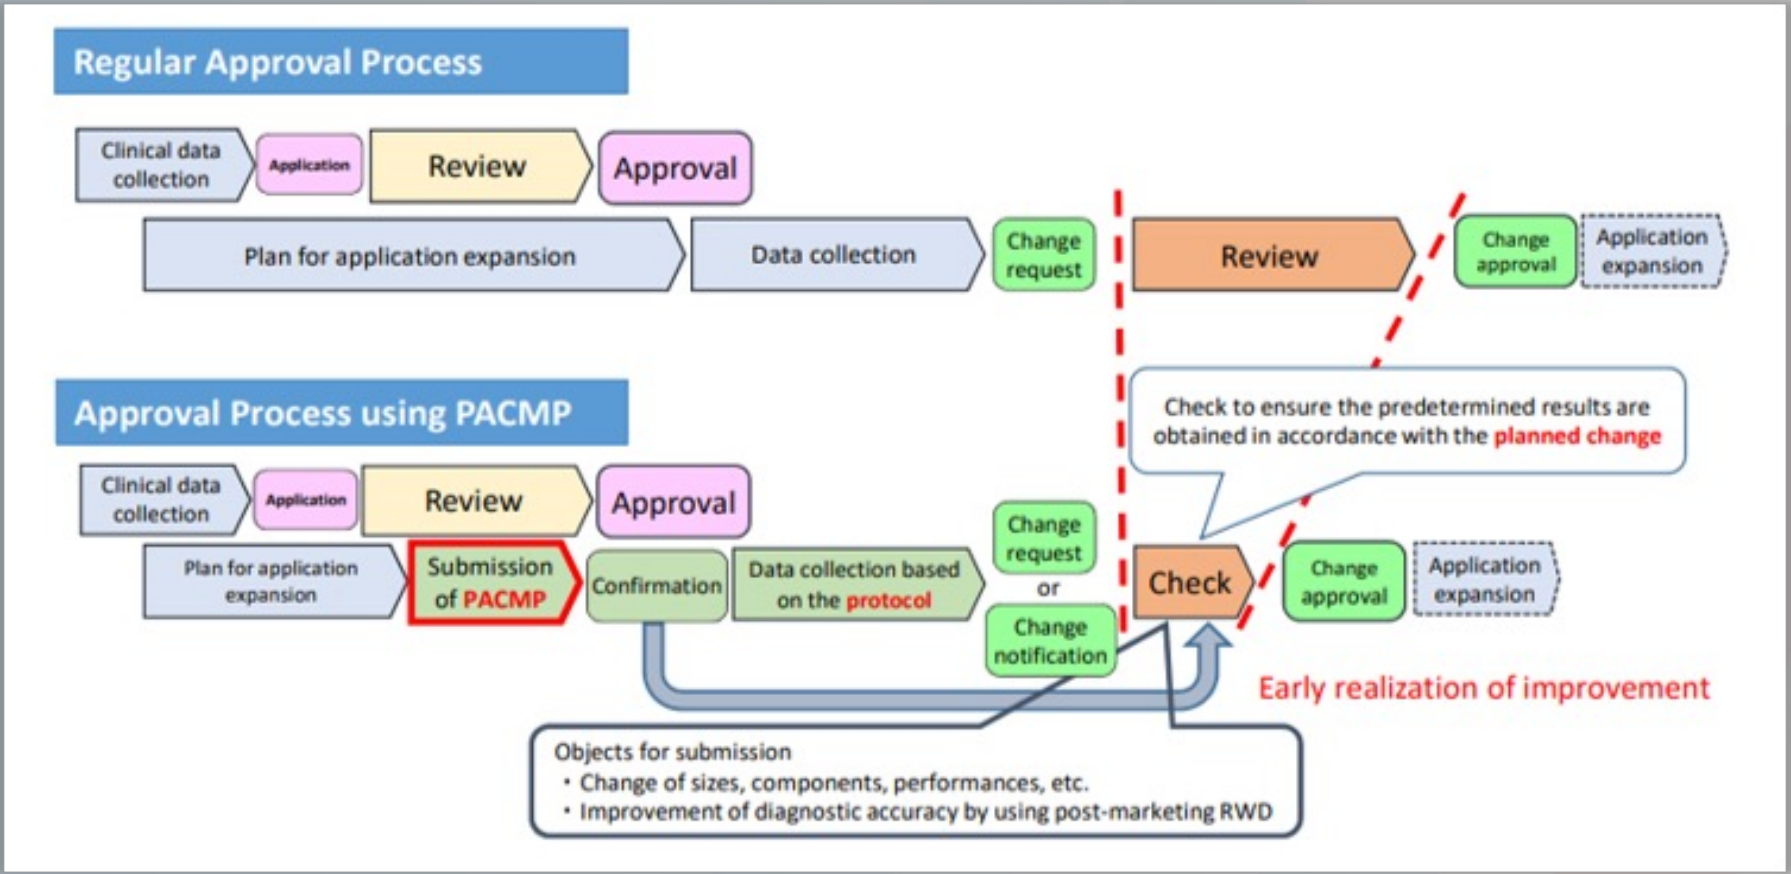 Regular Approval Process
Clinical data
collection
Application
Review
Approval
Plan for application expansion
Data collection
Change
request
Review
Change
approval
Application
expansion
Approval Process using PACMP
Check to ensure the predetermined results are
obtained in accordance with the planned change
Clinical data
collection
Application
Review
Approval
Plan for application
expansion
Submission
of PACMP
Confirmation
Data collection based
on the protocol
Change
request
or
Change
notification
Check
Change
approval
Application
expansion
Early realization of improvement
Objects for submission
・Change of sizes, components, performances, etc.
・Improvement of diagnostic accuracy by using post-marketing RWD